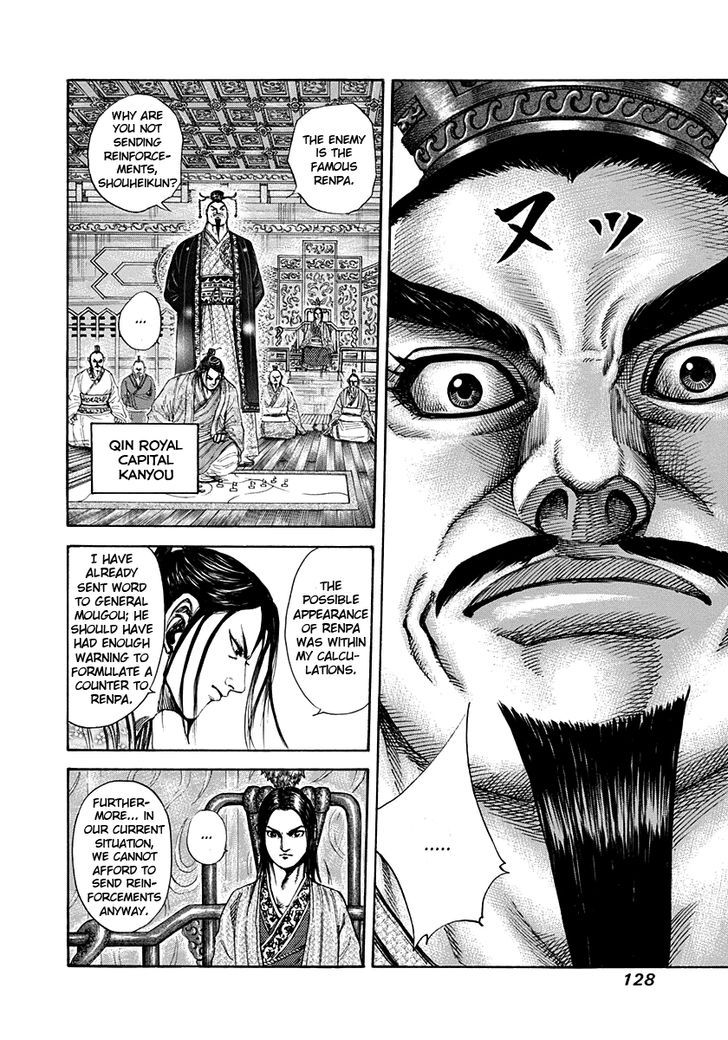 ヌッ
.....
THE ENEMY
IS THE
FAMOUS
RENPA.
WHY ARE
YOU NOT
SENDING
REINFORCE-
MENTS,
SHOUHEIKUN?
...
QIN ROYAL
CAPITAL
KANYOU
THE
POSSIBLE
APPEARANCE
OF RENPA
WAS WITHIN
MY CALCU-
LATIONS.
I HAVE
ALREADY
SENT WORD
TO GENERAL
MOUGOU; HE
SHOULD HAVE
HAD ENOUGH
WARNING TO
FORMULATE A
COUNTER TO
RENPA.
...
FURTHER-
MORE... IN
OUR CURRENT
SITUATION,
WE CANNOT
AFFORD TO
SEND REIN-
FORCEMENTS
ANYWAY.
128